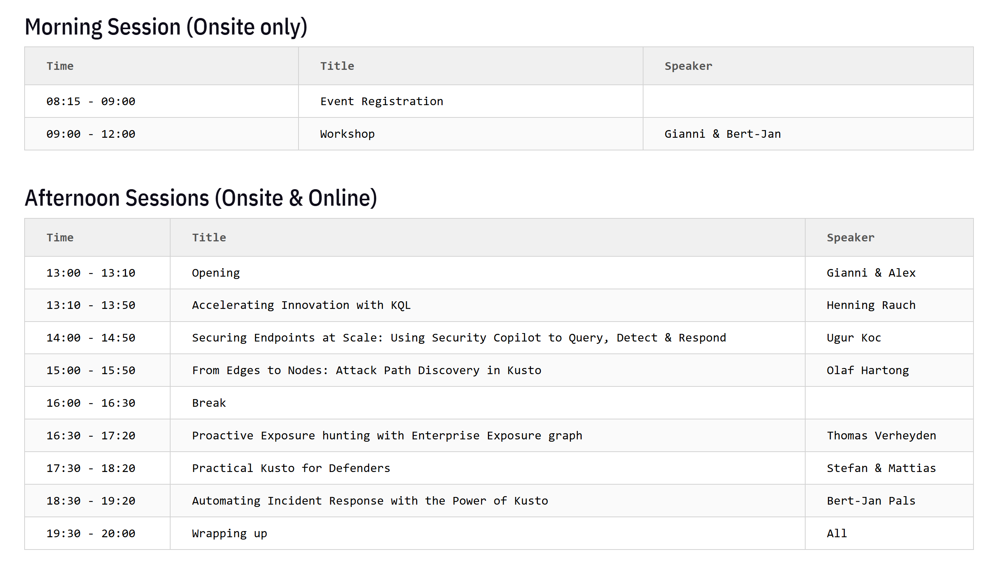 Morning Session (Onsite only)
Time Title Speaker
08:15 - 09:00 Event Registration
09:00 - 12:00 Workshop Gianni & Bert-Jan
Afternoon Sessions (Onsite & Online)
Time Title Speaker
13:00 - 13:10 Opening Gianni & Alex
13:10 - 13:50 Accelerating Innovation with KQL Henning Rauch
14:00 - 14:50 Securing Endpoints at Scale: Using Security Copilot to Query, Detect & Respond Ugur Koc
15:00 - 15:50 From Edges to Nodes: Attack Path Discovery in Kusto Olaf Hartong
16:00 - 16:30 Break
16:30 - 17:20 Proactive Exposure hunting with Enterprise Exposure graph Thomas Verheyden
17:30 - 18:20 Practical Kusto for Defenders Stefan & Mattias
18:30 - 19:20 Automating Incident Response with the Power of Kusto Bert-Jan Pals
19:30 - 20:00 Wrapping up All